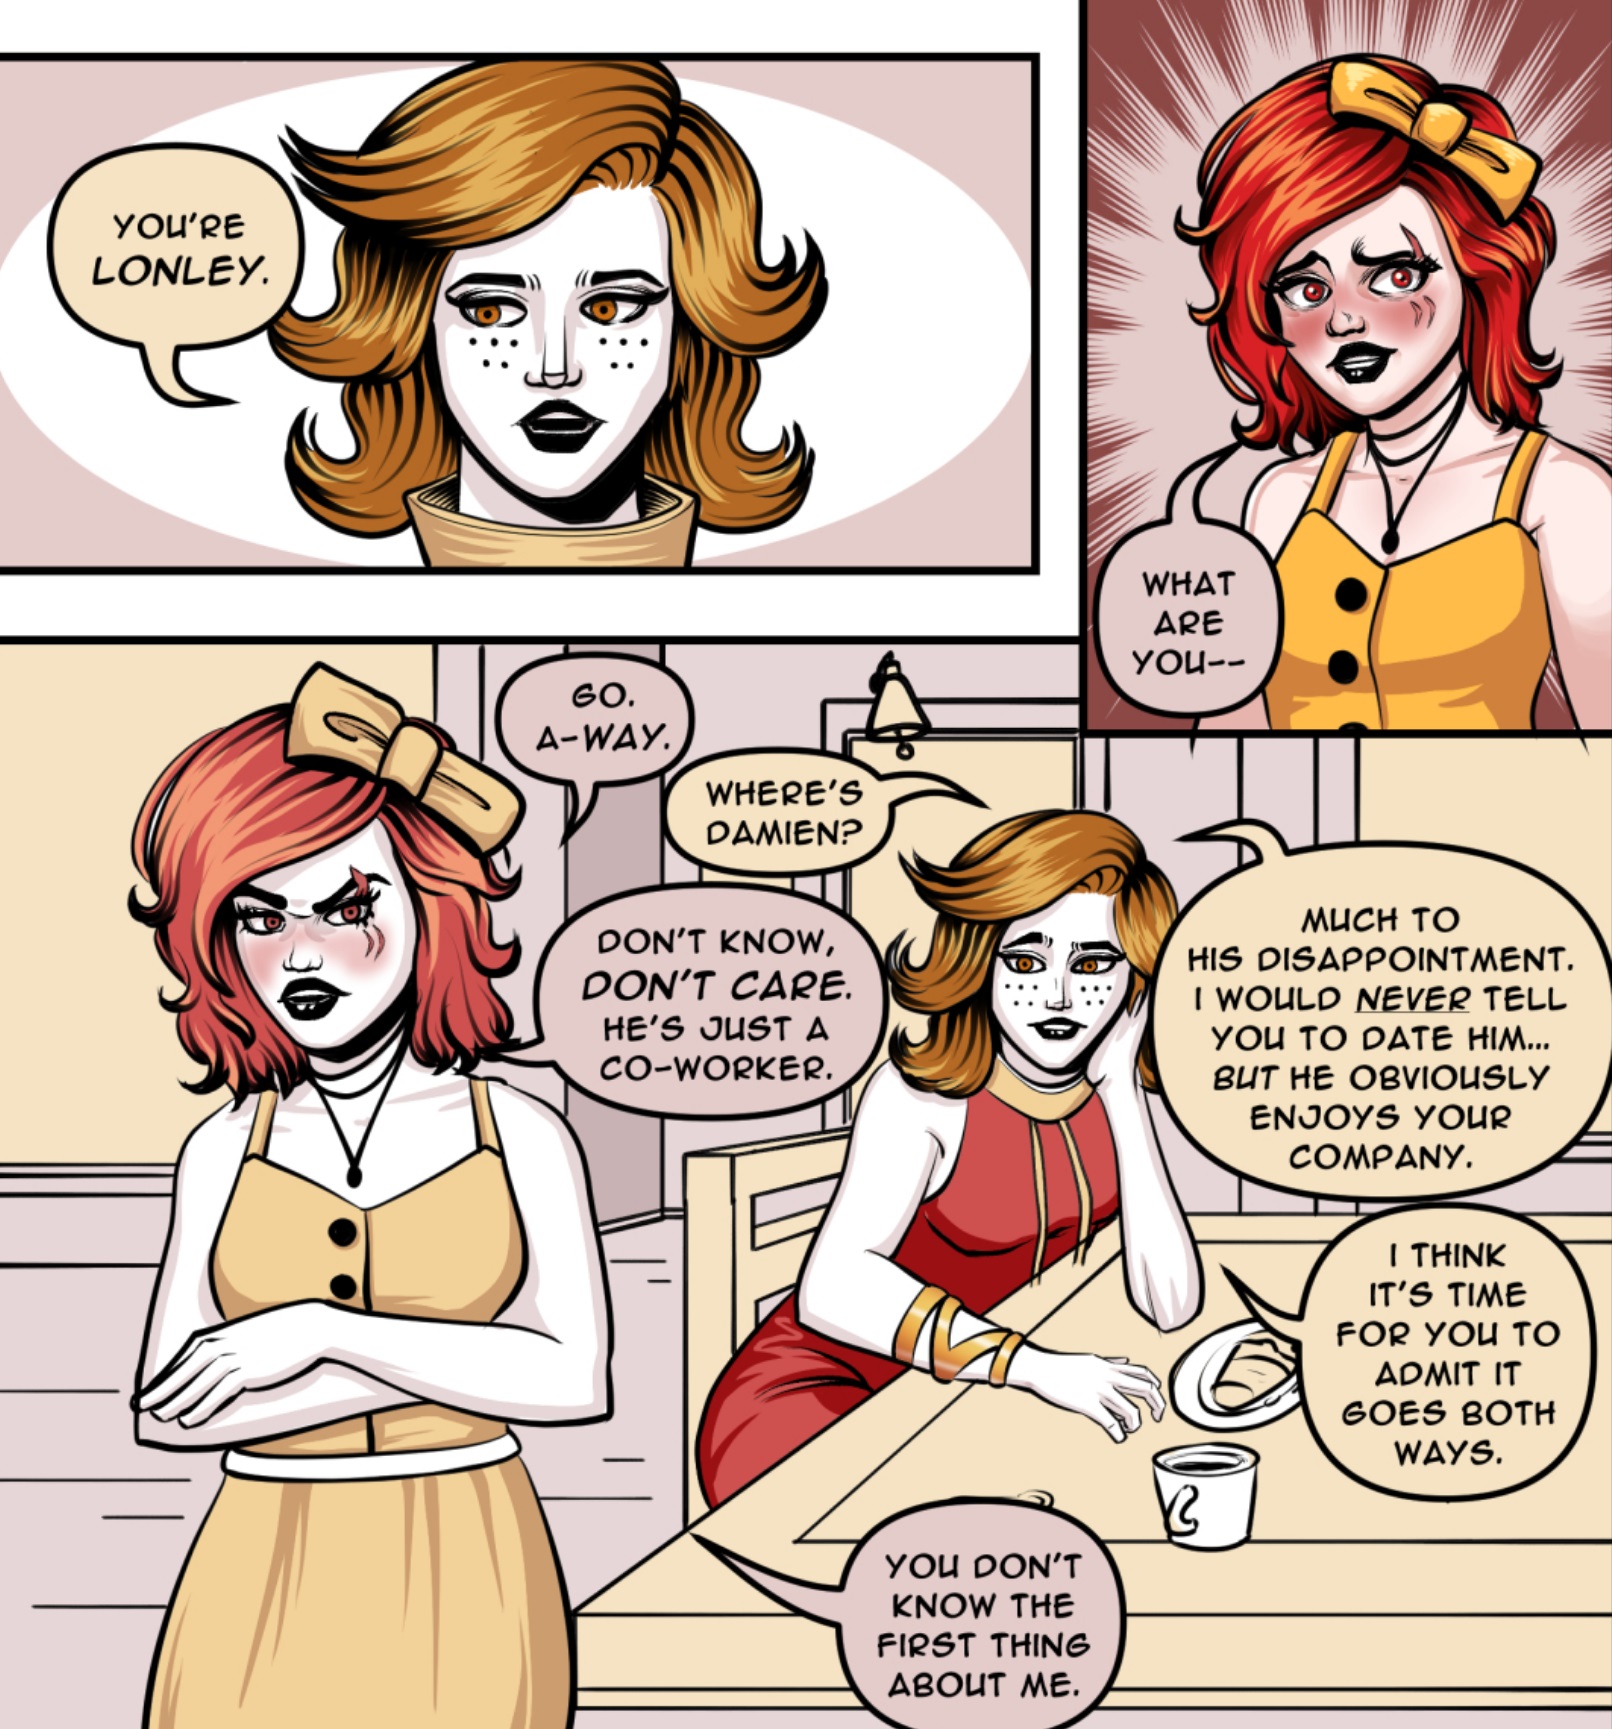 YOU'RE
LONLEY.
WHAT
ARE
YOU--
GO.
A-WAY.
WHERE'S
DAMIEN?
DON'T KNOW,
DON'T CARE.
HE'S JUST A
CO-WORKER.
MUCH TO
HIS DISAPPOINTMENT.
I WOULD NEVER TELL
YOU TO DATE HIM...
BUT HE OBVIOUSLY
ENJOYS YOUR
COMPANY.
I THINK
IT'S TIME
FOR YOU TO
ADMIT IT
GOES BOTH
WAYS.
YOU DON'T
KNOW THE
FIRST THING
ABOUT ME.